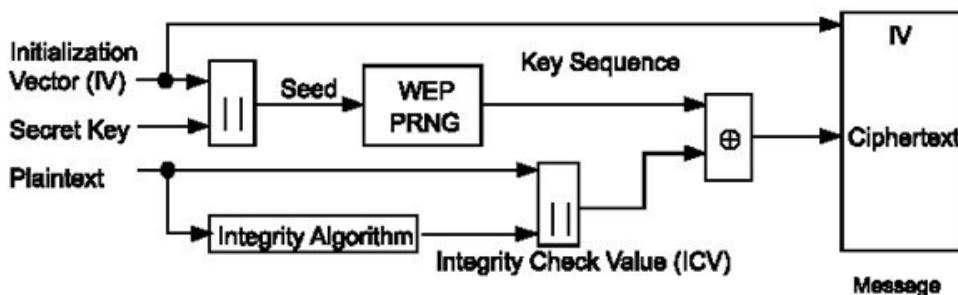 IV
Initialization
Vector (IV)
Key Sequence
||
Seed
WEP
PRNG
Secret Key
⊕
Ciphertext
Plaintext
||
Integrity Algorithm
Integrity Check Value (ICV)
Message